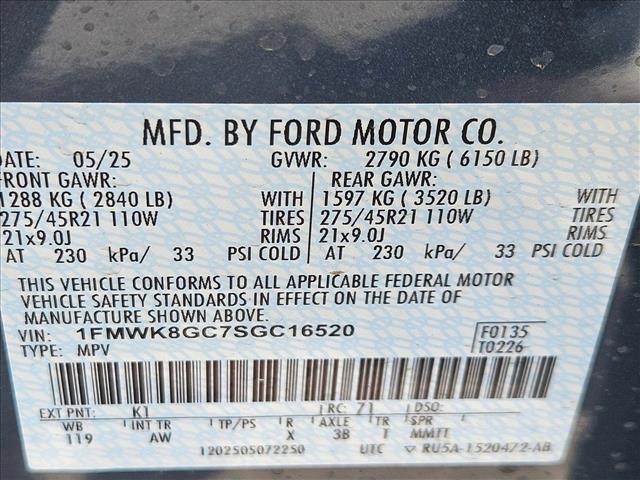 MFD. BY FORD MOTOR CO.
DATE: 05/25 GVWR: 2790 KG ( 6150 LB)
FRONT GAWR: REAR GAWR:
1288 KG ( 2840 LB) WITH 1597 KG ( 3520 LB) WITH
275/45R21 110W TIRES 275/45R21 110W TIRES
21x9.0J RIMS 21x9.0J RIMS
AT 230 kPa/ 33 PSI COLD AT 230 kPa/ 33 PSI COLD
THIS VEHICLE CONFORMS TO ALL APPLICABLE FEDERAL MOTOR
VEHICLE SAFETY STANDARDS IN EFFECT ON THE DATE OF
MANUFACTURE SHOWN ABOVE.
VIN: 1FMWK8GC7SGC16520 F0135
TYPE: MPV T0226
EXT PNT: K1 RC: 71 DSO:
WB INT TR TP/PS R AXLE TR SPR
119 AW X 3B T MMTT
1202505072250 UTC ▽ RU5A-1520472-AB